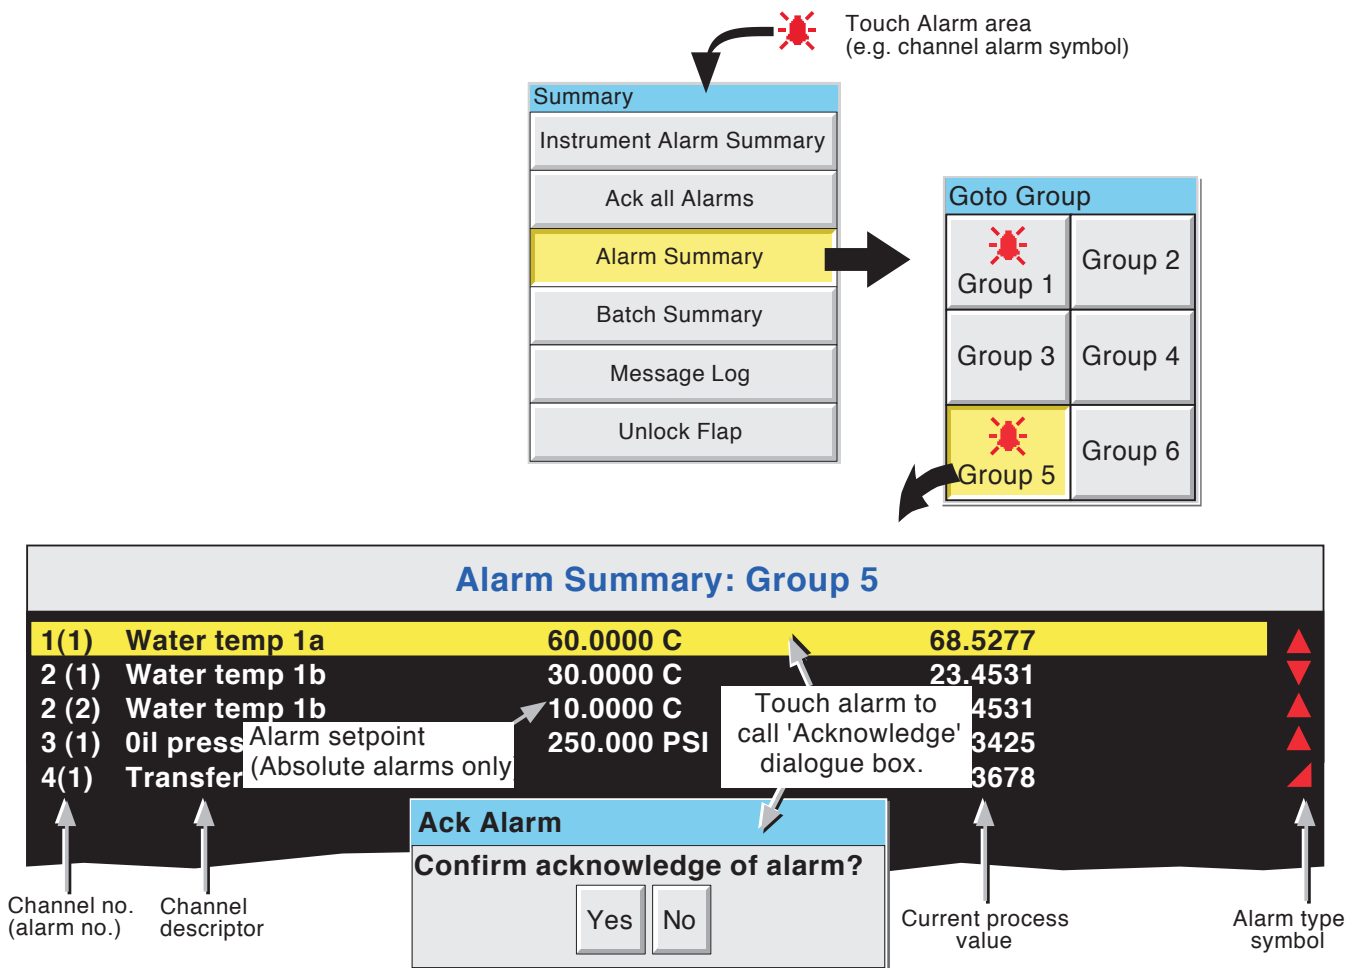 Touch Alarm area
(e.g. channel alarm symbol)
Summary
Instrument Alarm Summary
Ack all Alarms
Alarm Summary
Batch Summary
Message Log
Unlock Flap
Goto Group
Group 1
Group 2
Group 3
Group 4
Group 5
Group 6
Alarm Summary: Group 5
1(1) Water temp 1a 60.0000 C 68.5277
2 (1) Water temp 1b 30.0000 C 23.4531
2 (2) Water temp 1b 10.0000 C 4531
3 (1) 0il press 250.000 PSI 3425
4(1) Transfer 3678
Alarm setpoint
(Absolute alarms only
Touch alarm to
call 'Acknowledge'
dialogue box.
Ack Alarm
Confirm acknowledge of alarm?
Yes No
Channel no.
(alarm no.)
Channel
descriptor
Current process
value
Alarm type
symbol